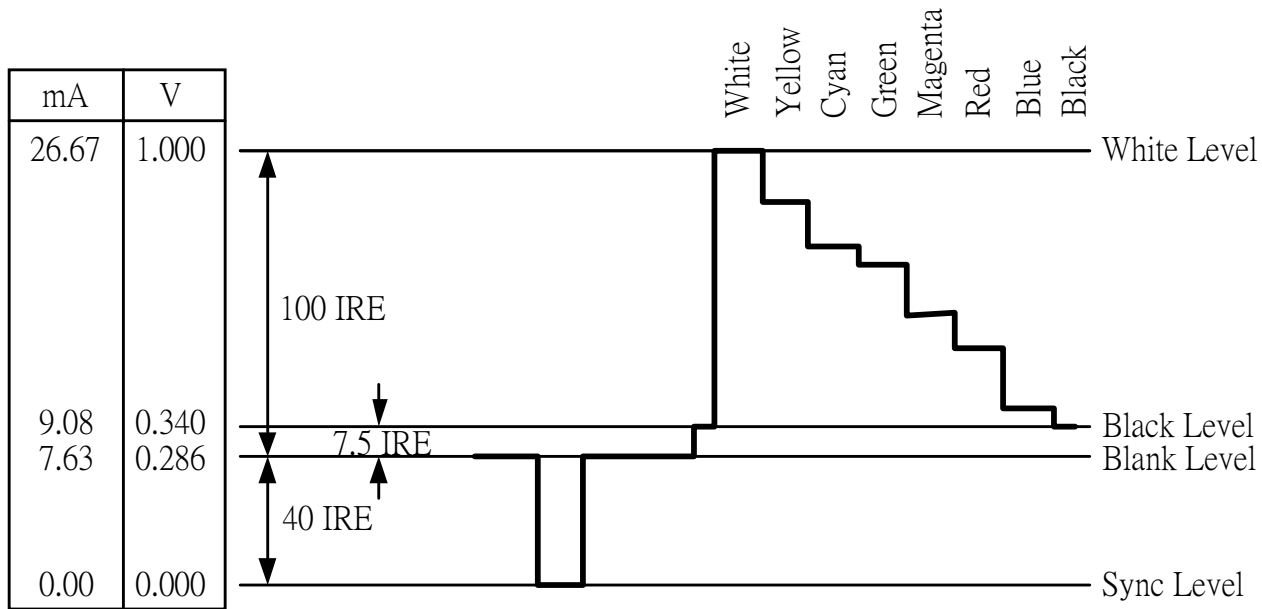 White
Yellow
Cyan
Green
Magenta
Red
Blue
Black
mA V
26.67 1.000
White Level
100 IRE
9.08 0.340
Black Level
7.5 IRE
7.63 0.286
Blank Level
40 IRE
0.00 0.000
Sync Level